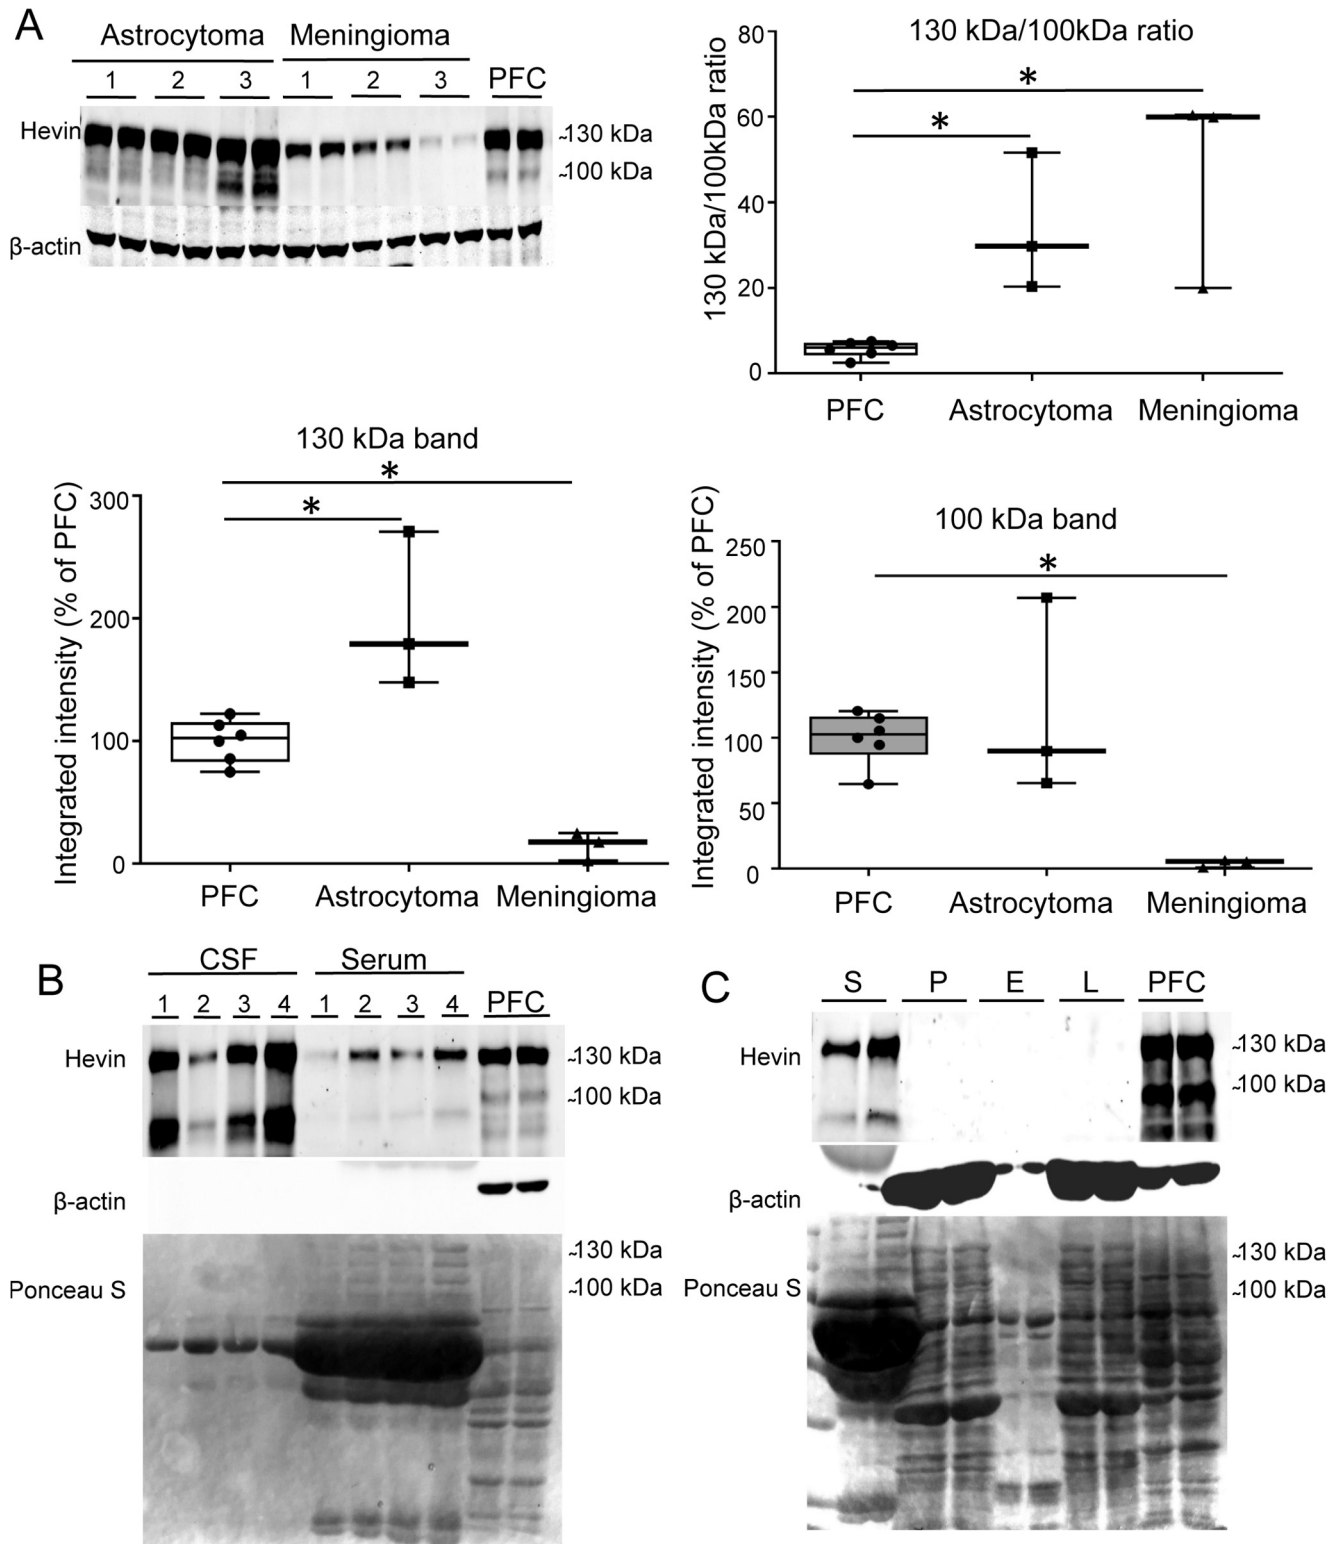 A
Astrocytoma Meningioma
1 2 3 1 2 3 PFC
Hevin
~130 kDa
~100 kDa
β-actin
130 kDa/100kDa ratio
130 kDa/100kDa ratio
80
60
40
20
0
*
*
PFC Astrocytoma Meningioma
130 kDa band
Integrated intensity (% of PFC)
300
200
100
0
*
*
PFC Astrocytoma Meningioma
100 kDa band
Integrated intensity (% of PFC)
250
200
150
100
50
0
*
PFC Astrocytoma Meningioma
B
CSF Serum
1 2 3 4 1 2 3 4 PFC
Hevin
~130 kDa
~100 kDa
β-actin
Ponceau S
~130 kDa
~100 kDa
C
S P E L PFC
Hevin
~130 kDa
~100 kDa
β-actin
Ponceau S
~130 kDa
~100 kDa